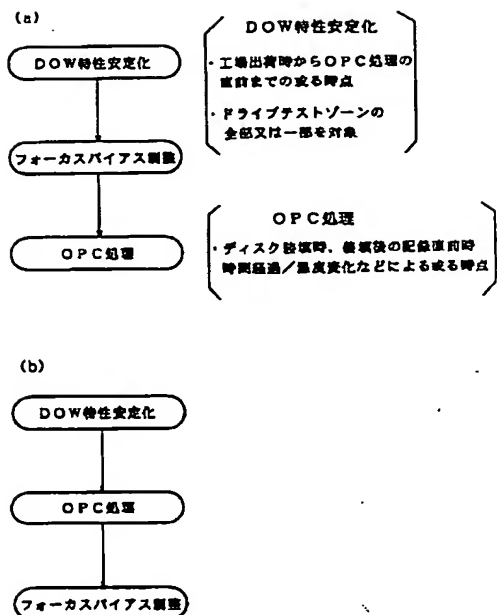 (a)
DOW特性安定化
フォーカスバイアス調整
OPC処理
DOW特性安定化
・工場出荷時からOPC処理の
直前までの或る時点
・ドライブテストゾーンの
全部又は一部を対象
OPC処理
・ディスク装填時、装填後の記録直前時
時間経過/温度変化などによる或る時点
(b)
DOW特性安定化
OPC処理
フォーカスバイアス調整